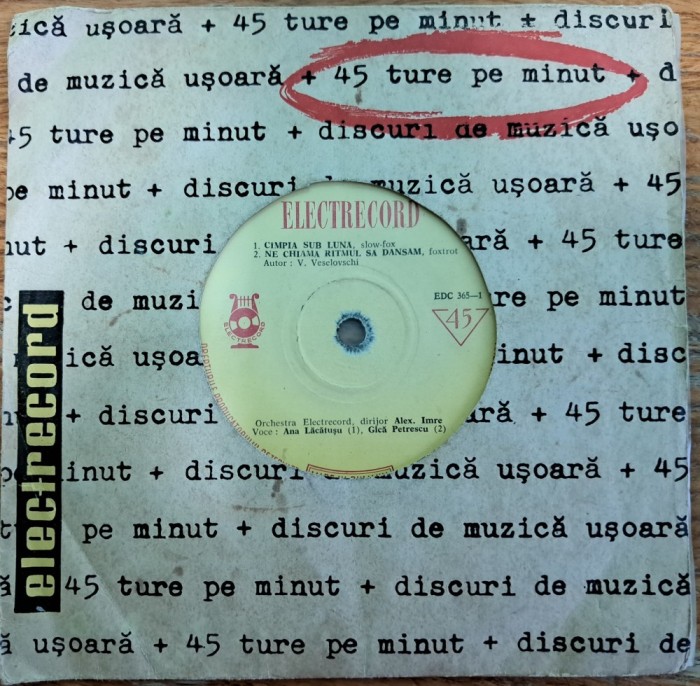 zică uşoară + 45 ture pe minut + discuri
de muzică uşoară + 45 ture pe minut + d
45 ture pe minut + discuri de muzică uşo
pe minut + discuri muzică uşoară + 45
nut + discuri ară + 45 ture
de muzi re pe minut
ică uşoa inut + disc
+ discuri ară + 45 ture
inut + discuri muzică uşoară + 45
pe minut + discuri de muzică uşoară
ă 45 ture pe minut + discuri de muzică
ă uşoară + 45 ture pe minut + discuri de
electrecord
ELECTRECORD
1. CIMPIA SUB LUNA, slow-fox
2. NE CHIAMA RITMUL SA DANSAM, foxtrot
Autor : V. Veselovschi
EDC 365—1
45
ELECTRECORD
Orchestra Electrecord, dirijor Alex. Imre
Voce : Ana Lăcătuşu (1), Gică Petrescu (2)